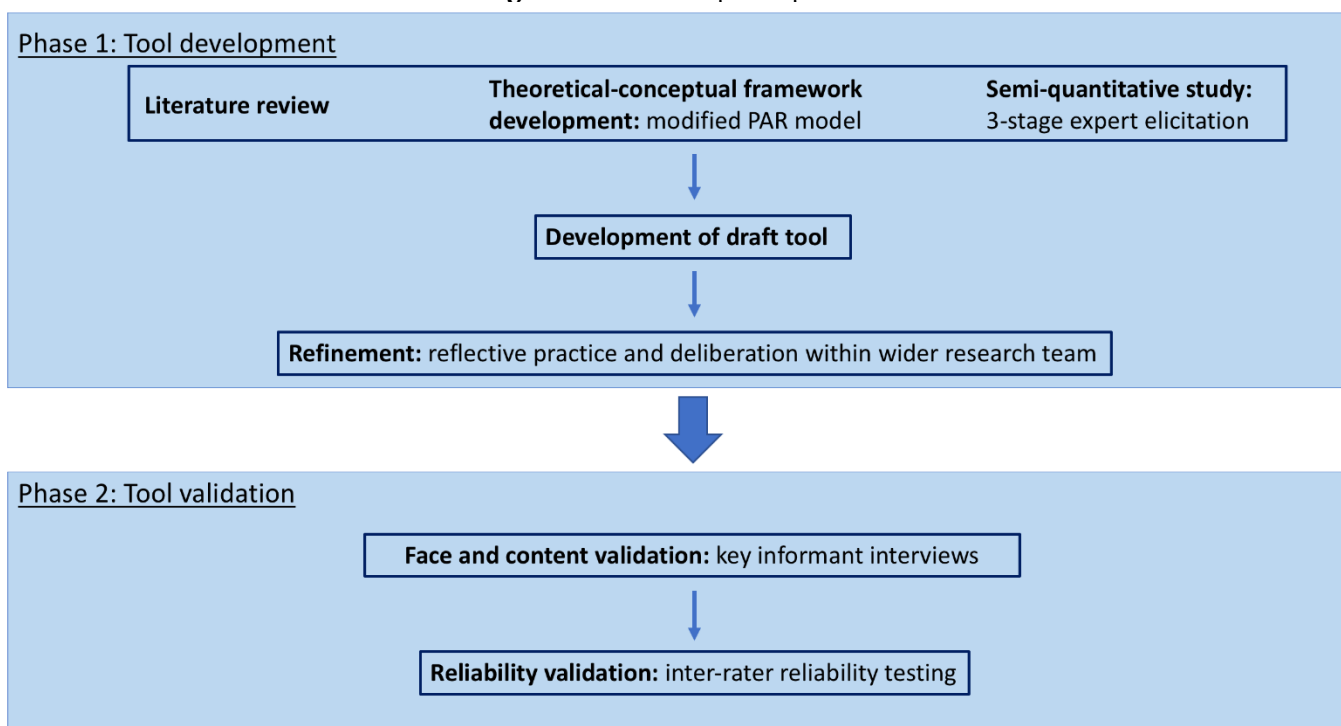 Phase 1: Tool development
Literature review
Theoretical-conceptual framework
development: modified PAR model
Semi-quantitative study:
3-stage expert elicitation
Development of draft tool
Refinement: reflective practice and deliberation within wider research team
Phase 2: Tool validation
Face and content validation: key informant interviews
Reliability validation: inter-rater reliability testing